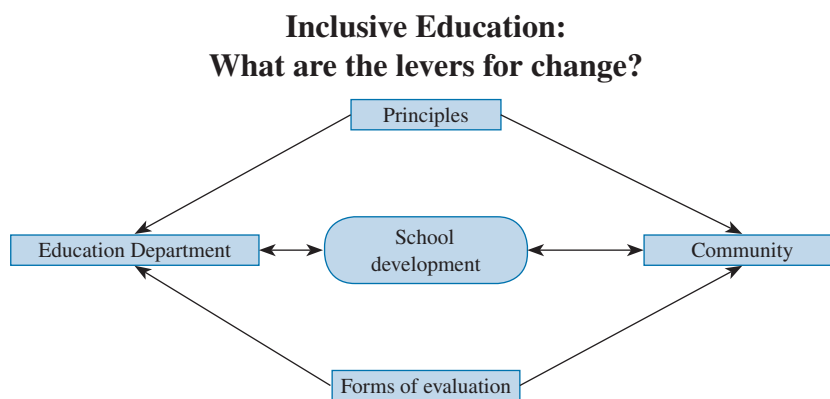 Inclusive Education:
What are the levers for change?
Principles
Education Department
School
development
Community
Forms of evaluation